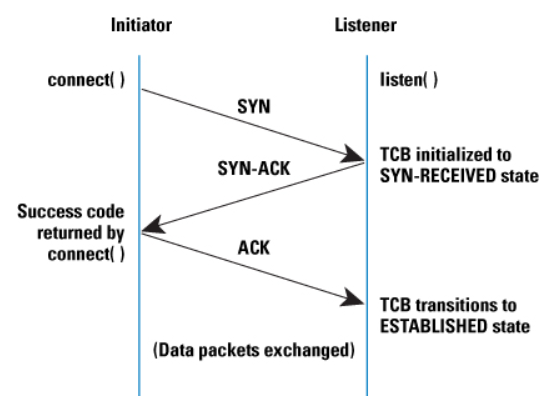 Initiator
Listener
connect( )
listen( )
SYN
TCB initialized to
SYN-RECEIVED state
SYN-ACK
Success code
returned by
connect( )
ACK
TCB transitions to
ESTABLISHED state
(Data packets exchanged)